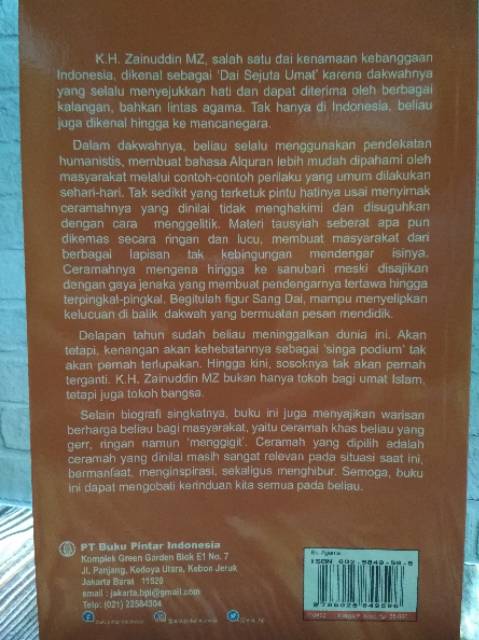 K.H. Zainuddin MZ, salah satu dai kenamaan kebanggaan
Indonesia, dikenal sebagai 'Dai Sejuta Umat' karena dakwahnya
yang selalu menyejukkan hati dan dapat diterima oleh berbagai
kalangan, bahkan lintas agama. Tak hanya di Indonesia, beliau
juga dikenal hingga ke mancanegara.
Dalam dakwahnya, beliau selalu menggunakan pendekatan
humanistis, membuat bahasa Alquran lebih mudah dipahami oleh
masyarakat melalui contoh-contoh perilaku yang umum dilakukan
sehari-hari. Tak sedikit yang terketuk pintu hatinya usai menyimak
ceramahnya yang dinilai tidak menghakimi dan disuguhkan
dengan cara menggelitik. Materi tausyiah seberat apa pun
dikemas secara ringan dan lucu, membuat masyarakat dari
berbagai lapisan tak kebingungan mendengar isinya.
Ceramahnya mengena hingga ke sanubari meski disajikan
dengan gaya jenaka yang membuat pendengarnya tertawa hingga
terpingkal-pingkal. Begitulah figur Sang Dai, mampu menyelipkan
kelucuan di balik dakwah yang bermuatan pesan mendidik.
Delapan tahun sudah beliau meninggalkan dunia ini. Akan
tetapi, kenangan akan kehebatannya sebagai 'singa podium' tak
akan pernah terlupakan. Hingga kini, sosoknya tak akan pernah
terganti. K.H. Zainuddin MZ bukan hanya tokoh bagi umat Islam,
tetapi juga tokoh bangsa.
Selain biografi singkatnya, buku ini juga menyajikan warisan
berharga beliau bagi masyarakat, yaitu ceramah khas beliau yang
gerr, ringan namun 'menggigit'. Ceramah yang dipilih adalah
ceramah yang dinilai masih sangat relevan pada situasi saat ini,
bermanfaat, menginspirasi, sekaligus menghibur. Semoga, buku
ini dapat mengobati kerinduan kita semua pada beliau.
PT Buku Pintar Indonesia
Komplek Green Garden Blok E1 No. 7
Jl. Panjang, Kedoya Utara, Kebon Jeruk
Jakarta Barat 11520
email : jakarta.bpi@gmail.com
Telp: (021) 22584304
ISBN